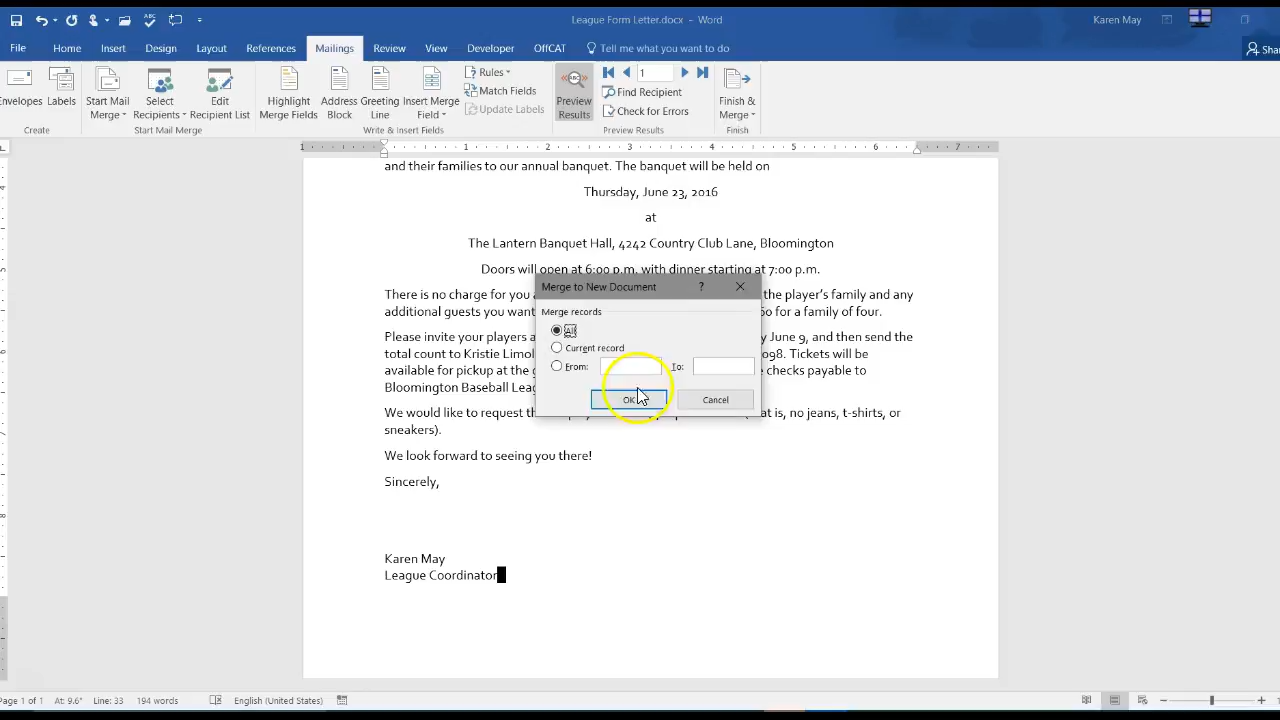 League Form Letter.docx - Word
Karen May
File Home Insert Design Layout References Mailings Review View Developer OffCAT Tell me what you want to do
Envelopes Labels Start Mail Merge Select Recipients Edit Recipient List Highlight Merge Fields Address Block Greeting Line Insert Merge Field Rules Match Fields Update Labels Preview Results 1 Find Recipient Check for Errors Finish & Merge
Create Start Mail Merge Write & Insert Fields Preview Results Finish
1 1 2 3 4 5 6 7
and their families to our annual banquet. The banquet will be held on
Thursday, June 23, 2016
at
The Lantern Banquet Hall, 4242 Country Club Lane, Bloomington
Doors will open at 6:00 p.m. with dinner starting at 7:00 p.m.
Merge to New Document ?
Merge records
All
Current record
From: To:
OK Cancel
There is no charge for you the player's family and any
additional guests you want for a family of four.
Please invite your players June 9, and then send the
total count to Kristie Tickets will be
available for pickup at the checks payable to
Bloomington Baseball
We would like to request is, no jeans, t-shirts, or
sneakers).
We look forward to seeing you there!
Sincerely,
Karen May
League Coordinator
Page 1 of 1 At: 9.6" Line: 33 194 words English (United States)